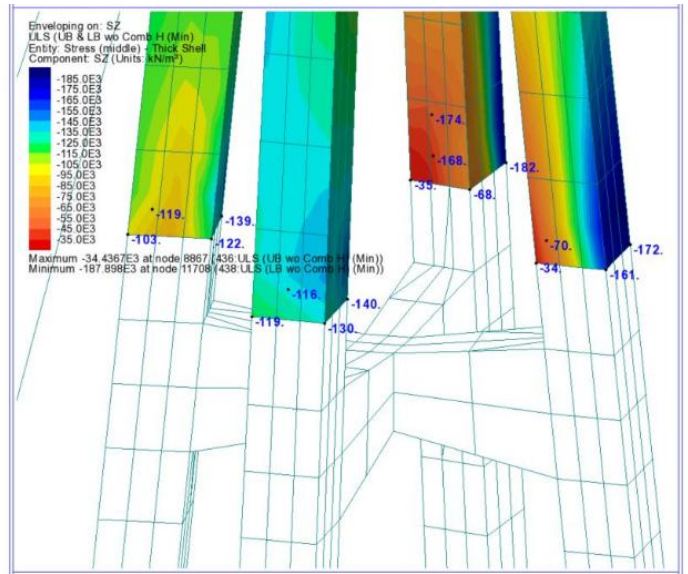 Enveloping on: SZ
ULS (UB & LB wo Comb H (Min)
Entity: Stress (middle) - Thick Shell
Component: SZ (Units: kN/m²)
-185.0E3
-175.0E3
-165.0E3
-155.0E3
-145.0E3
-135.0E3
-125.0E3
-115.0E3
-105.0E3
-95.0E3
-85.0E3
-75.0E3
-65.0E3
-55.0E3
-45.0E3
-35.0E3
-174.
-168.
-182.
-35.
-68.
-119.
-139.
-103.
-122.
-70.
-172.
-34.
-161.
Maximum -34.4367E3 at node 8867 (436:ULS (UB wo Comb H) (Min))
Minimum -187.898E3 at node 11708 (438:ULS (LB wo Comb H) (Min))
-116.
-140.
-119.
-130.